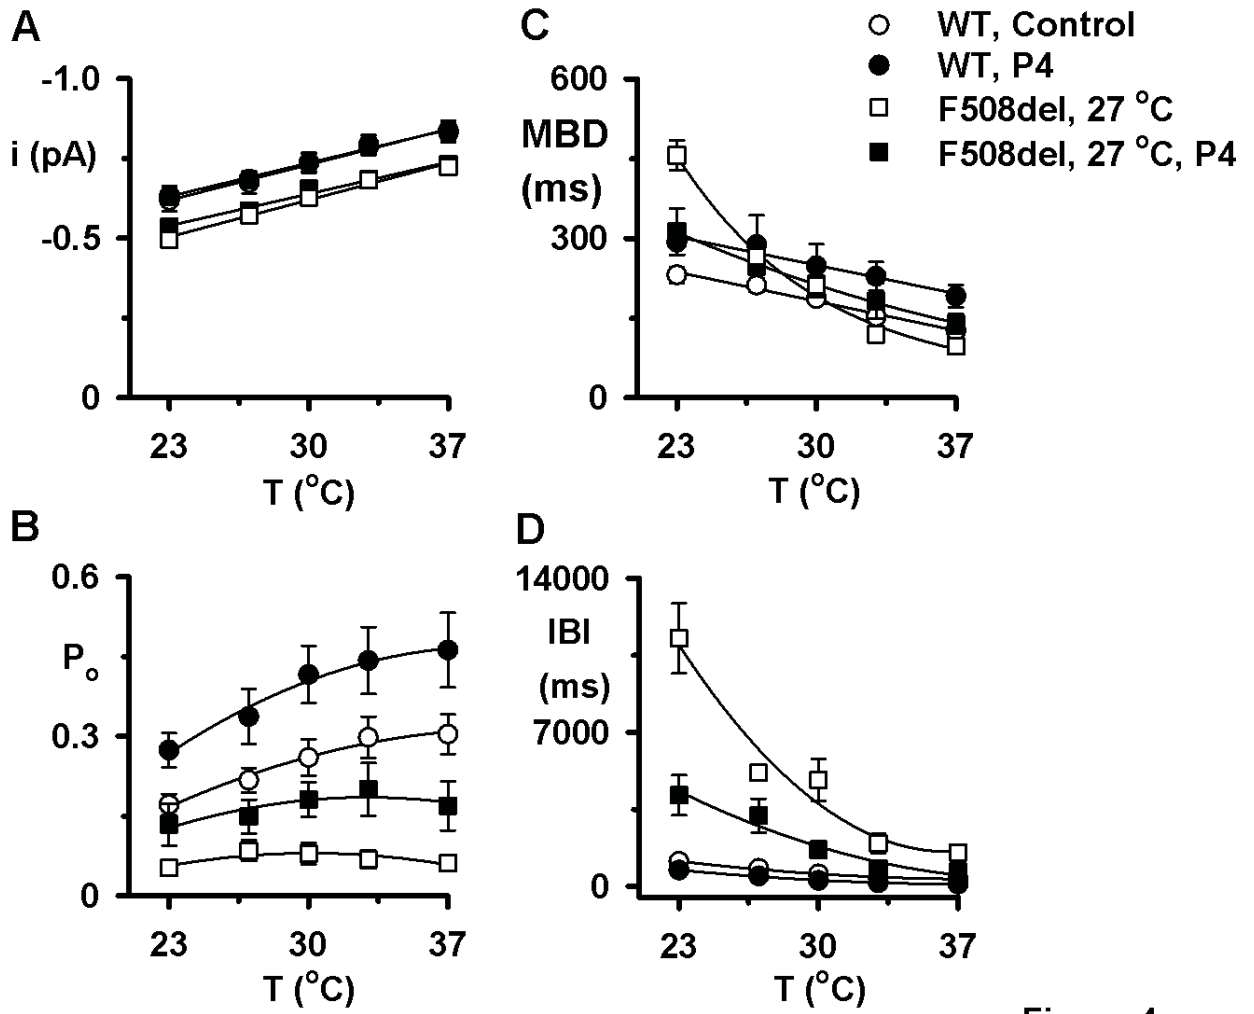 A
-1.0
i (pA)
-0.5
0
23 30 37
T (°C)
C
WT, Control
WT, P4
F508del, 27 °C
F508del, 27 °C, P4
600
MBD
(ms)
300
0
23 30 37
T (°C)
B
0.6
Po
0.3
0
23 30 37
T (°C)
D
14000
IBI
(ms)
7000
0
23 30 37
T (°C)